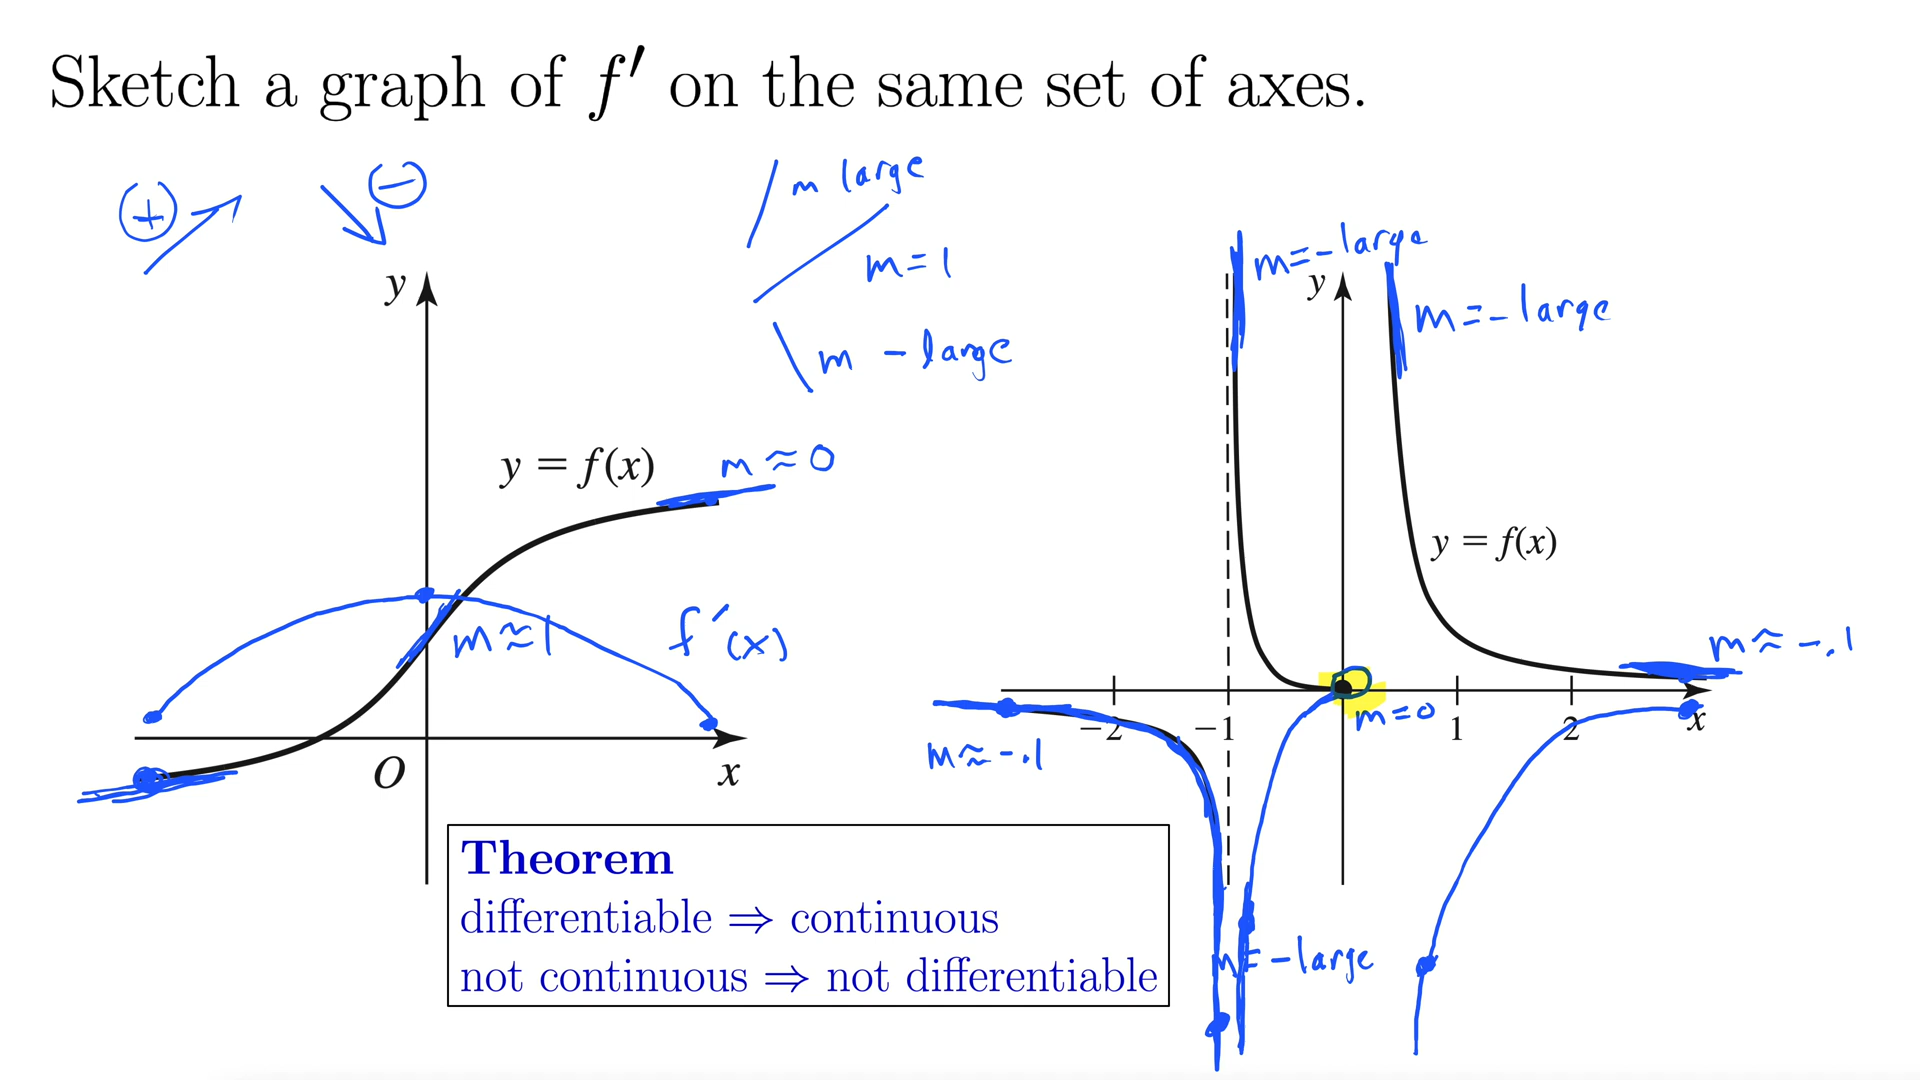 Sketch a graph of f′ on the same set of axes.
+
−
m large
m = 1
m − large
y
y = f(x)
m ≈ 0
m ≈ 1
f′(x)
O
x
m = − large
y
m = − large
y = f(x)
m ≈ −.1
m = 0
−2
−1
1
2
x
m ≈ −.1
m = − large
Theorem
differentiable ⇒ continuous
not continuous ⇒ not differentiable